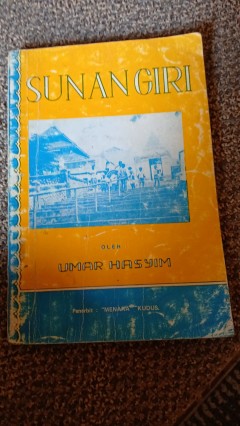 SUNAN GIRI
OLEH
UMAR HASYIM
Penerbit : "MENARA" KUDUS